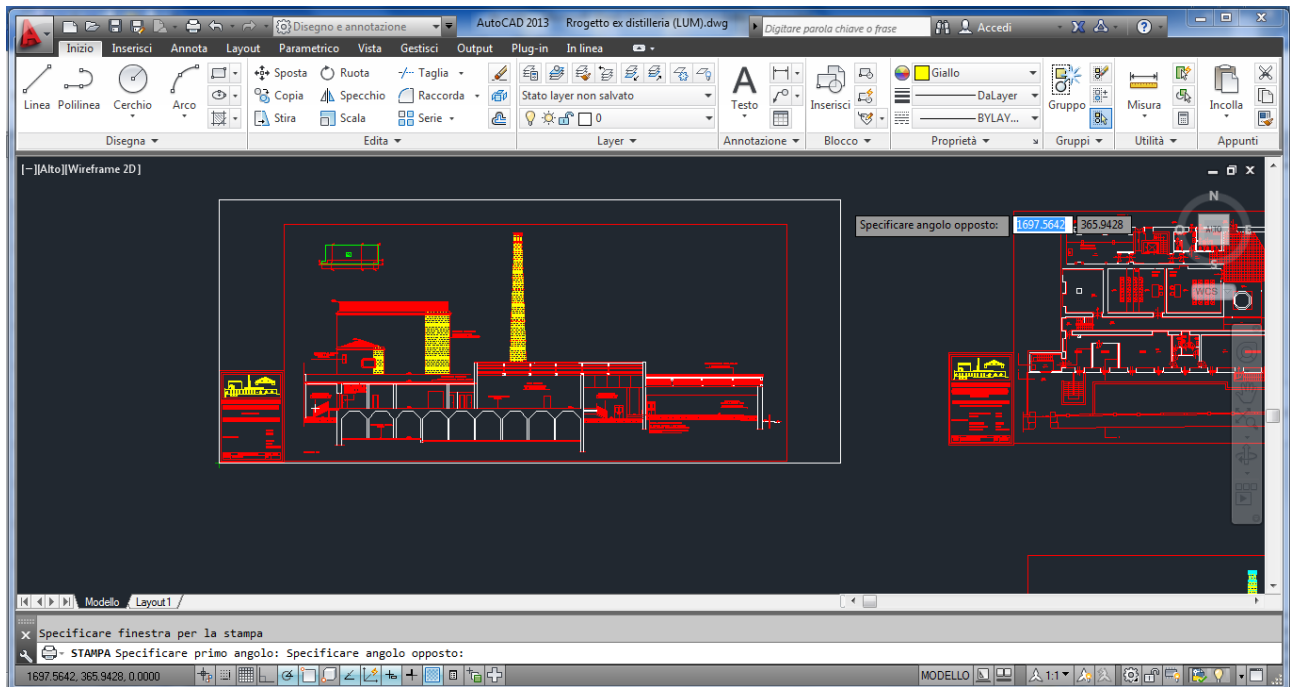 Disegno e annotazione AutoCAD 2013 Rrogetto ex distilleria (LUM).dwg Digitare parola chiave o frase Accedi
Inizio Inserisci Annota Layout Parametrico Vista Gestisci Output Plug-in In linea
Linea Polilinea Cerchio Arco
Sposta Ruota Taglia
Copia Specchio Raccorda
Stira Scala Serie
Stato layer non salvato
0
Testo
Inserisci
Giallo
DaLayer
BYLAY...
Gruppo
Misura
Incolla
Disegna Edita Layer Annotazione Blocco Proprietà Gruppi Utilità Appunti
[−][Alto][Wireframe 2D]
Specificare angolo opposto: 1697.5642 365.9428
N
O ALTO E
S
WCS
Modello Layout1
Specificare finestra per la stampa
STAMPA Specificare primo angolo: Specificare angolo opposto:
1697.5642, 365.9428, 0.0000 MODELLO 1:1